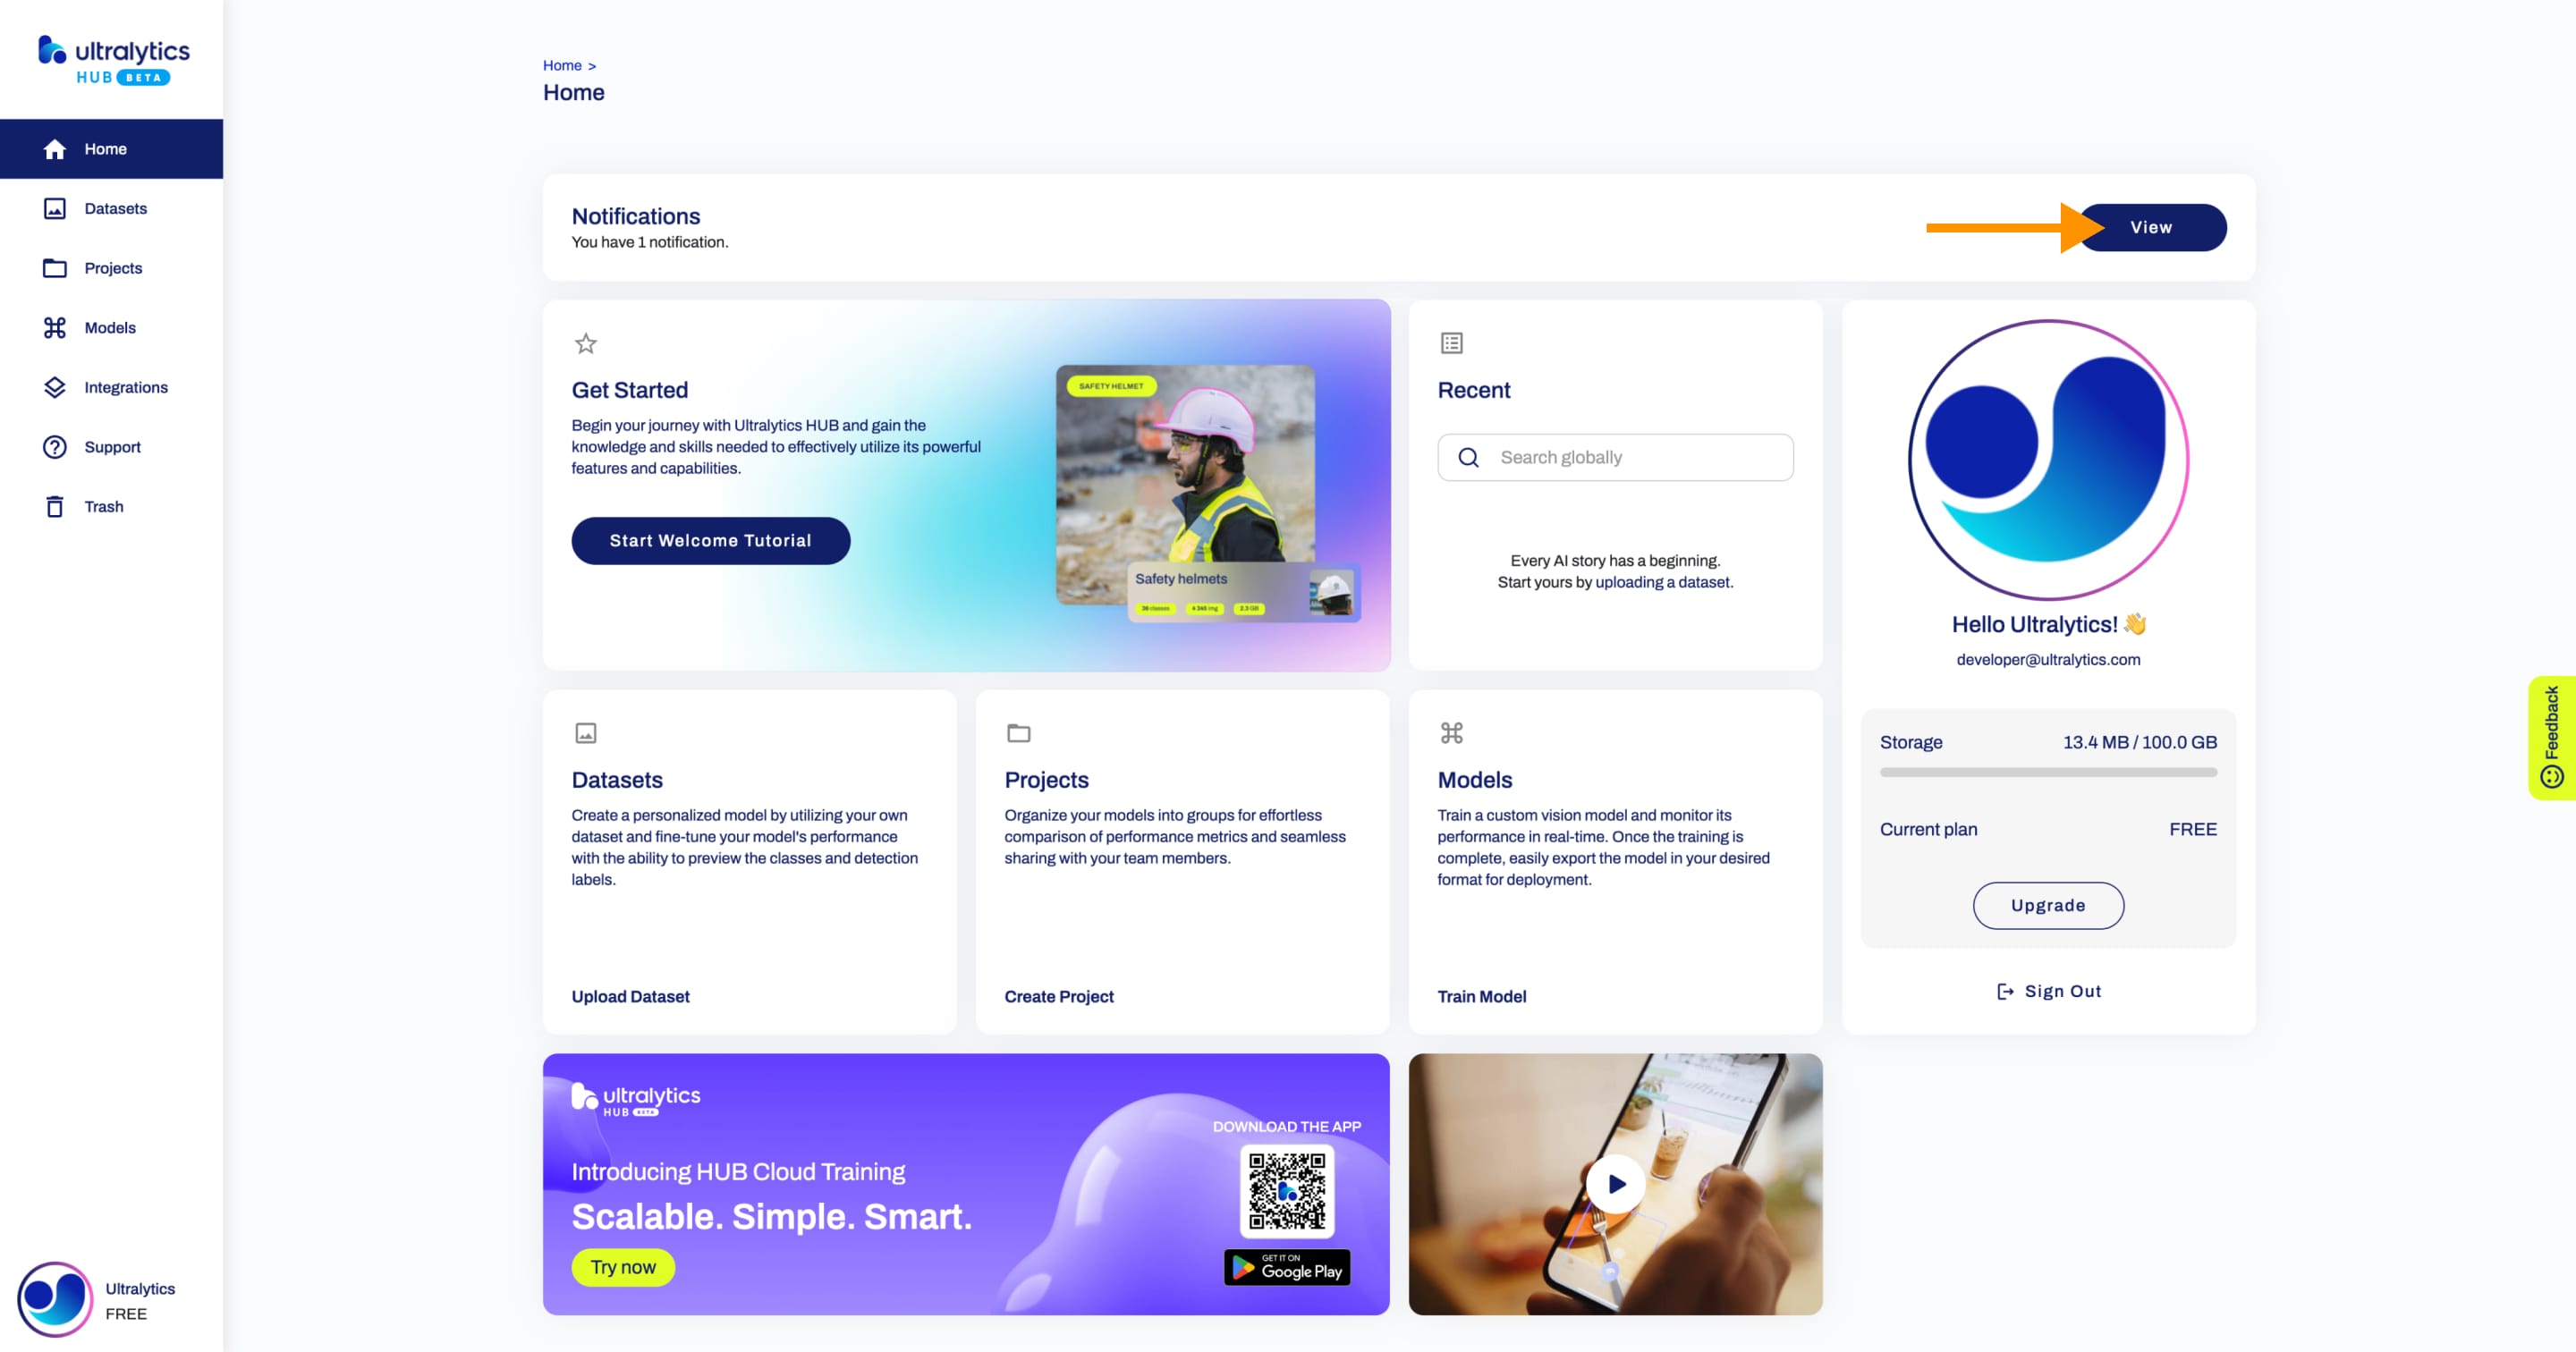 ultralytics
HUB BETA
Home
Datasets
Projects
Models
Integrations
Support
Trash
Ultralytics
FREE
Home >
Home
Notifications
You have 1 notification.
View
Get Started
Begin your journey with Ultralytics HUB and gain the
knowledge and skills needed to effectively utilize its powerful
features and capabilities.
Start Welcome Tutorial
SAFETY HELMET
Safety helmets
39 classes 4 345 img 2.3 GB
Recent
Search globally
Every AI story has a beginning.
Start yours by uploading a dataset.
Hello Ultralytics! 👋
developer@ultralytics.com
Storage 13.4 MB / 100.0 GB
Current plan FREE
Upgrade
Sign Out
Datasets
Create a personalized model by utilizing your own
dataset and fine-tune your model's performance
with the ability to preview the classes and detection
labels.
Upload Dataset
Projects
Organize your models into groups for effortless
comparison of performance metrics and seamless
sharing with your team members.
Create Project
Models
Train a custom vision model and monitor its
performance in real-time. Once the training is
complete, easily export the model in your desired
format for deployment.
Train Model
ultralytics
HUB BETA
Introducing HUB Cloud Training
Scalable. Simple. Smart.
Try now
DOWNLOAD THE APP
GET IT ON
Google Play
Feedback